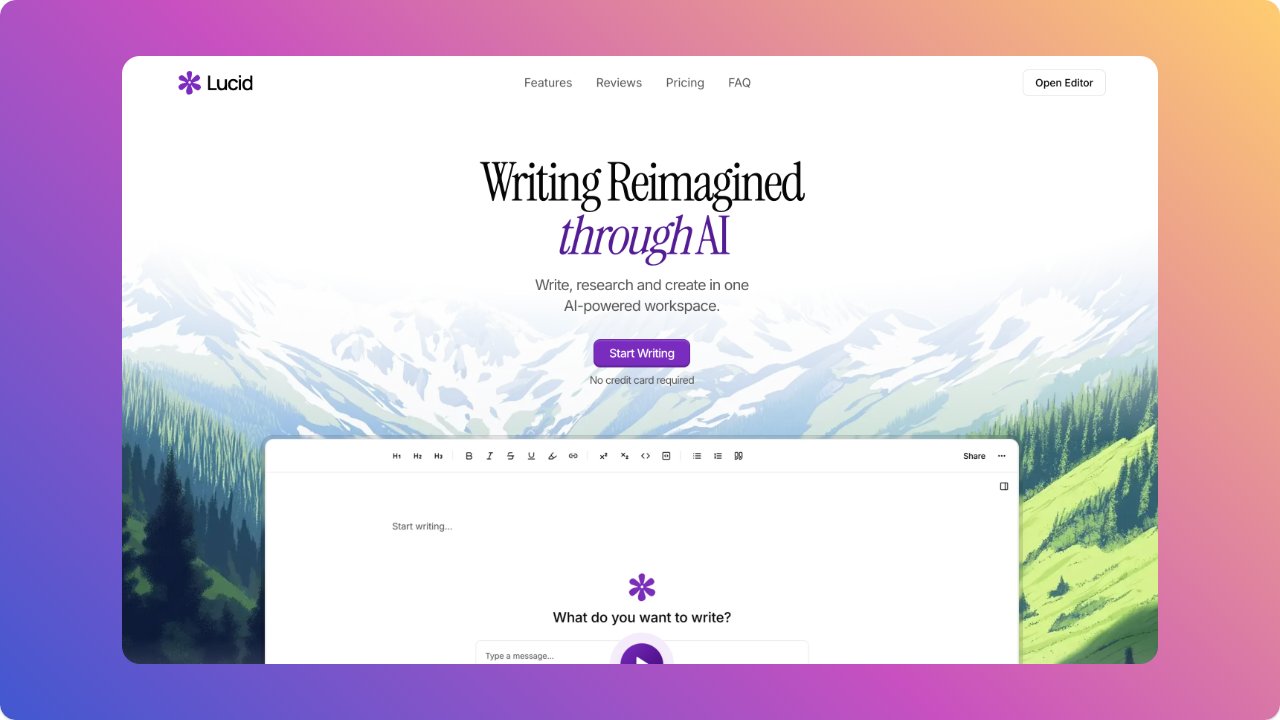 Lucid
Features Reviews Pricing FAQ
Open Editor
Writing Reimagined
through AI
Write, research and create in one
AI-powered workspace.
Start Writing
No credit card required
H1 H2 H3 B I S U x² x₂ <> Share ...
Start writing...
What do you want to write?
Type a message...